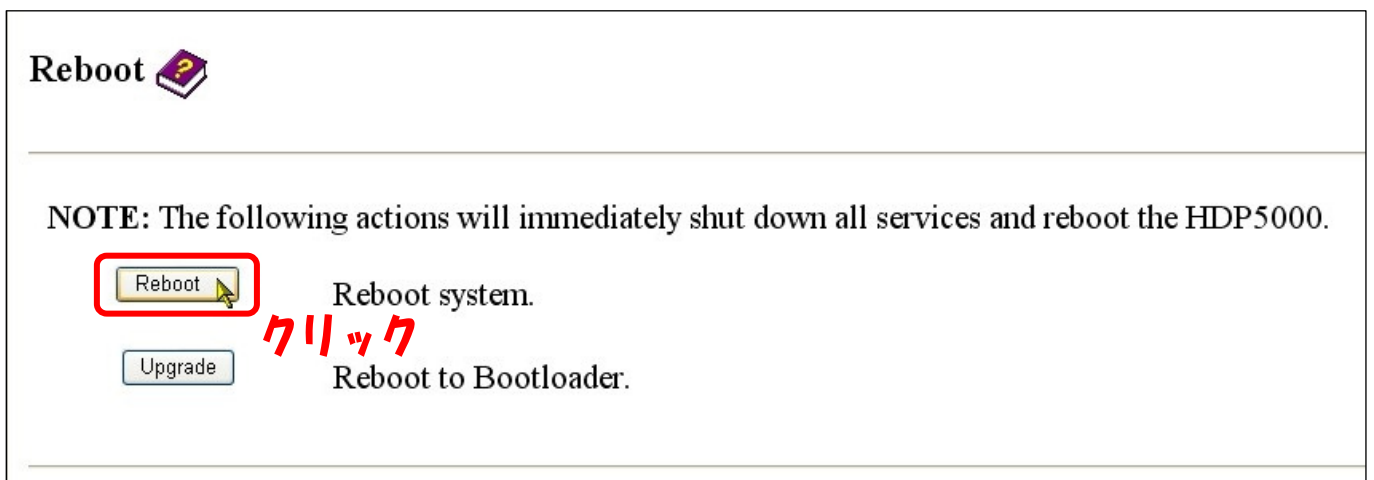 Reboot
NOTE: The following actions will immediately shut down all services and reboot the HDP5000.
Reboot
Reboot system.
クリック
Upgrade
Reboot to Bootloader.